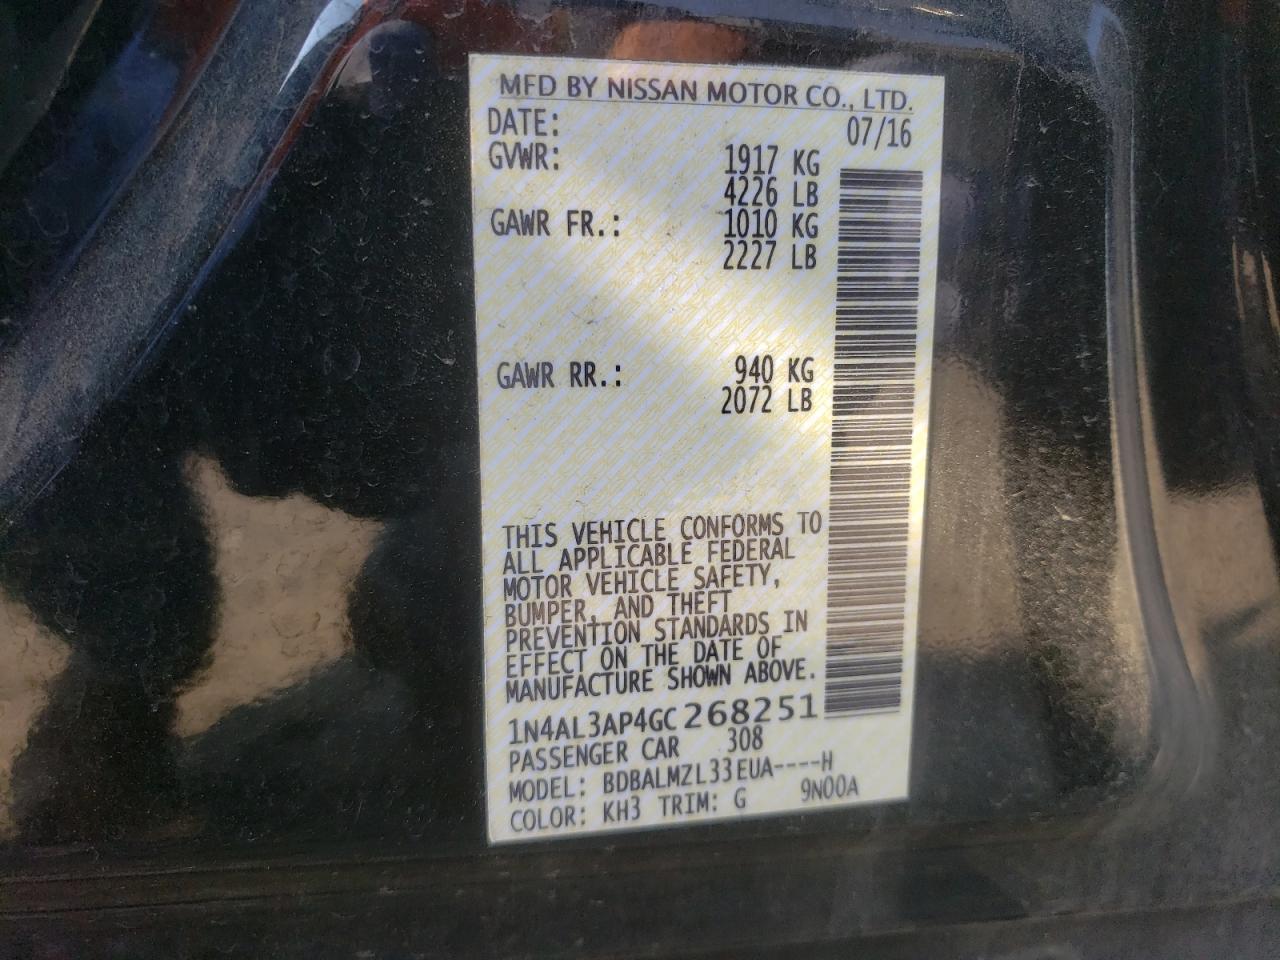 MFD BY NISSAN MOTOR CO., LTD.
DATE: 07/16
GVWR: 1917 KG
4226 LB
GAWR FR.: 1010 KG
2227 LB
GAWR RR.: 940 KG
2072 LB
THIS VEHICLE CONFORMS TO
ALL APPLICABLE FEDERAL
MOTOR VEHICLE SAFETY,
BUMPER, AND THEFT
PREVENTION STANDARDS IN
EFFECT ON THE DATE OF
MANUFACTURE SHOWN ABOVE.
1N4AL3AP4GC268251
PASSENGER CAR 308
MODEL: BDBALMZL33EUA----H
COLOR: KH3 TRIM: G 9N00A